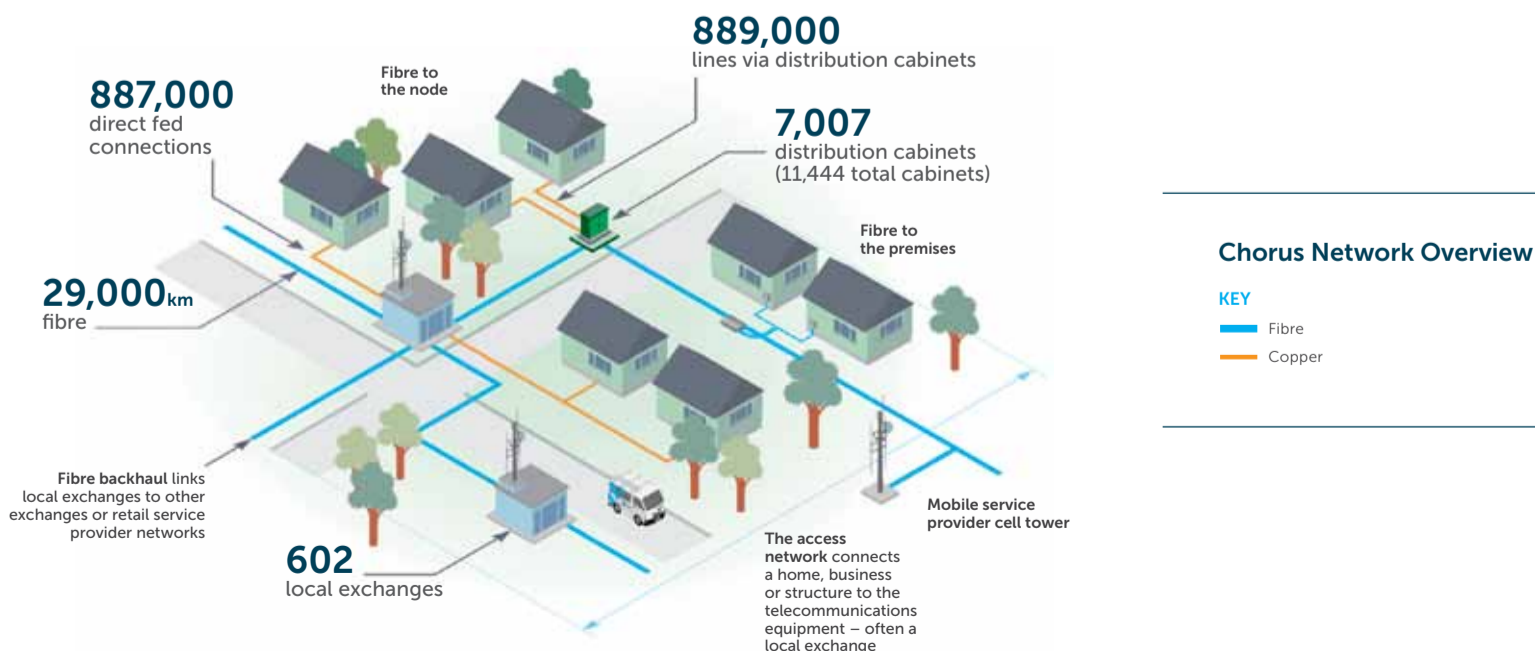 889,000
lines via distribution cabinets
Fibre to
the node
887,000
direct fed
connections
7,007
distribution cabinets
(11,444 total cabinets)
Fibre to
the premises
29,000km
fibre
Fibre backhaul links
local exchanges to other
exchanges or retail service
provider networks
602
local exchanges
Mobile service
provider cell tower
The access
network connects
a home, business
or structure to the
telecommunications
equipment – often a
local exchange
Chorus Network Overview
KEY
Fibre
Copper